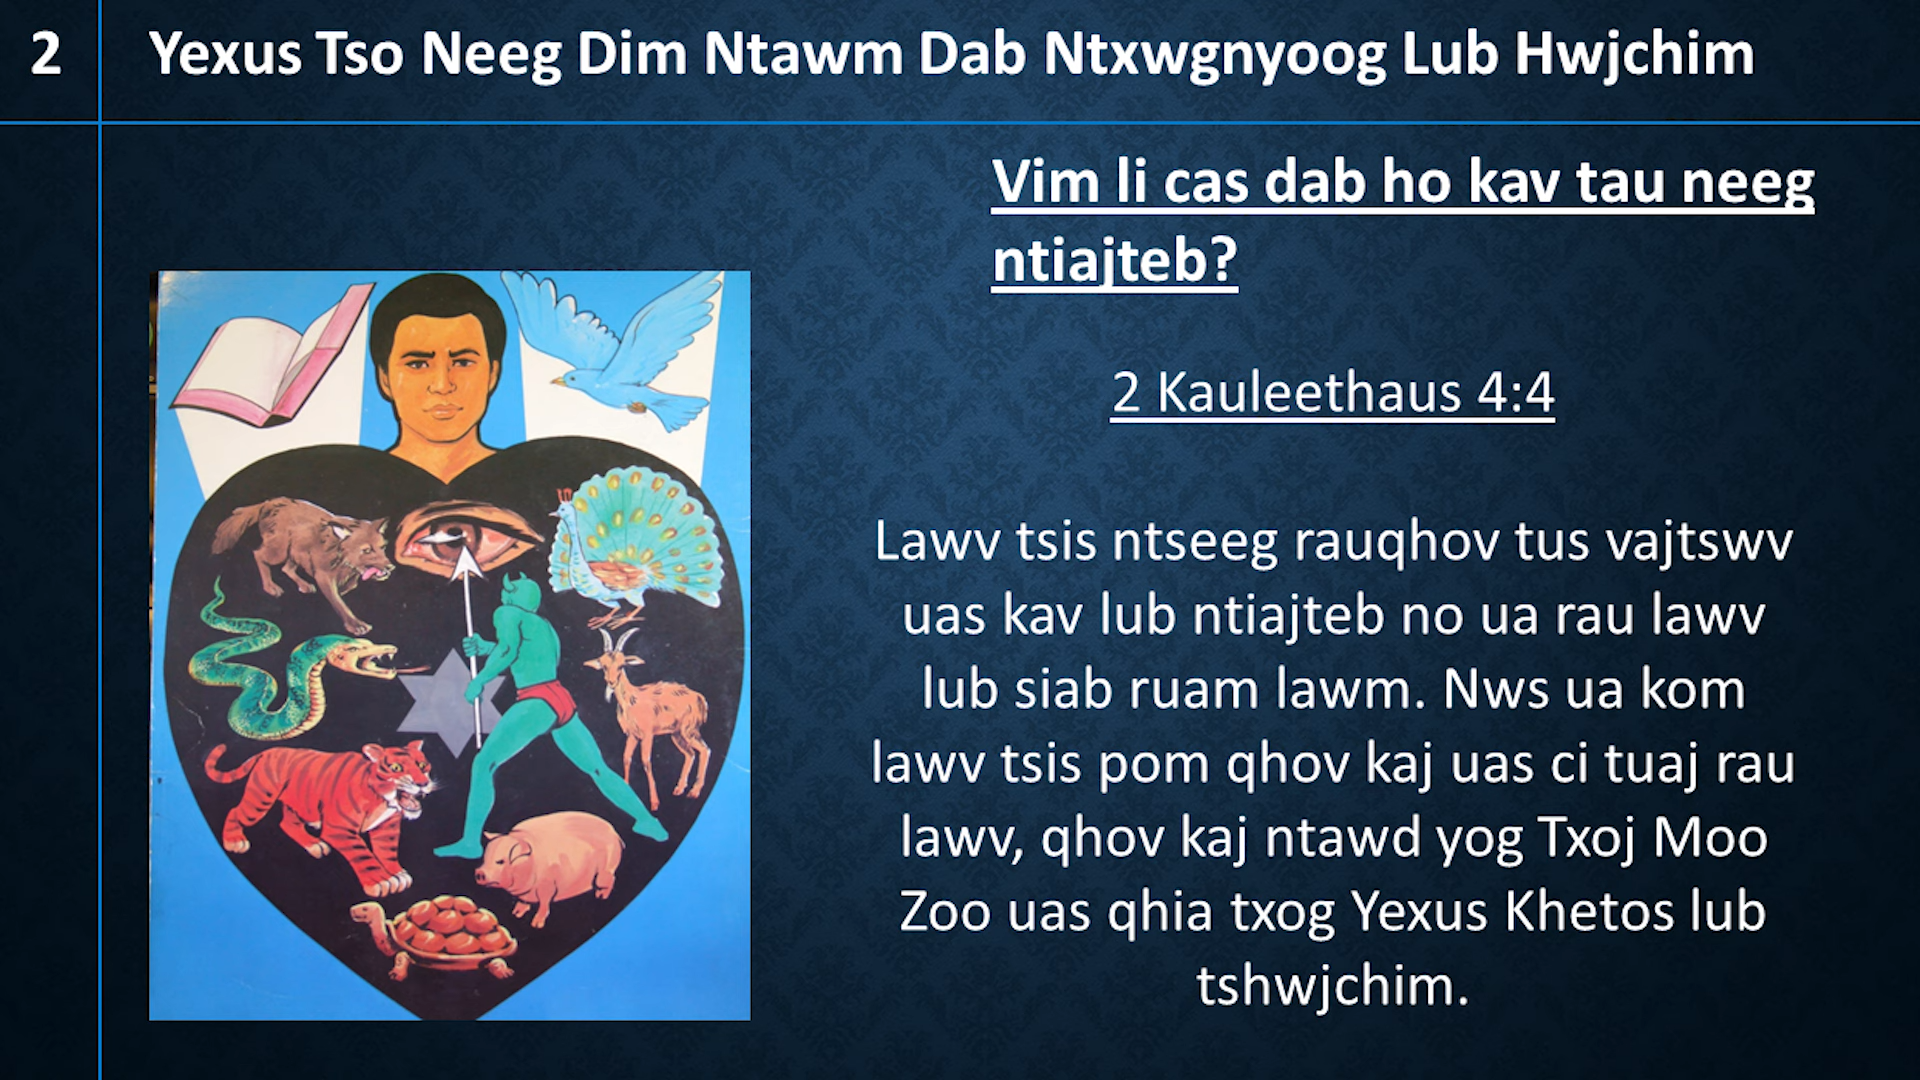 2
Yexus Tso Neeg Dim Ntawm Dab Ntxwgnyoog Lub Hwjchim
Vim li cas dab ho kav tau neeg
ntiajteb?
2 Kauleethaus 4:4
Lawv tsis ntseeg rauqhov tus vajtswv
uas kav lub ntiajteb no ua rau lawv
lub siab ruam lawm. Nws ua kom
lawv tsis pom qhov kaj uas ci tuaj rau
lawv, qhov kaj ntawd yog Txoj Moo
Zoo uas qhia txog Yexus Khetos lub
tshwjchim.